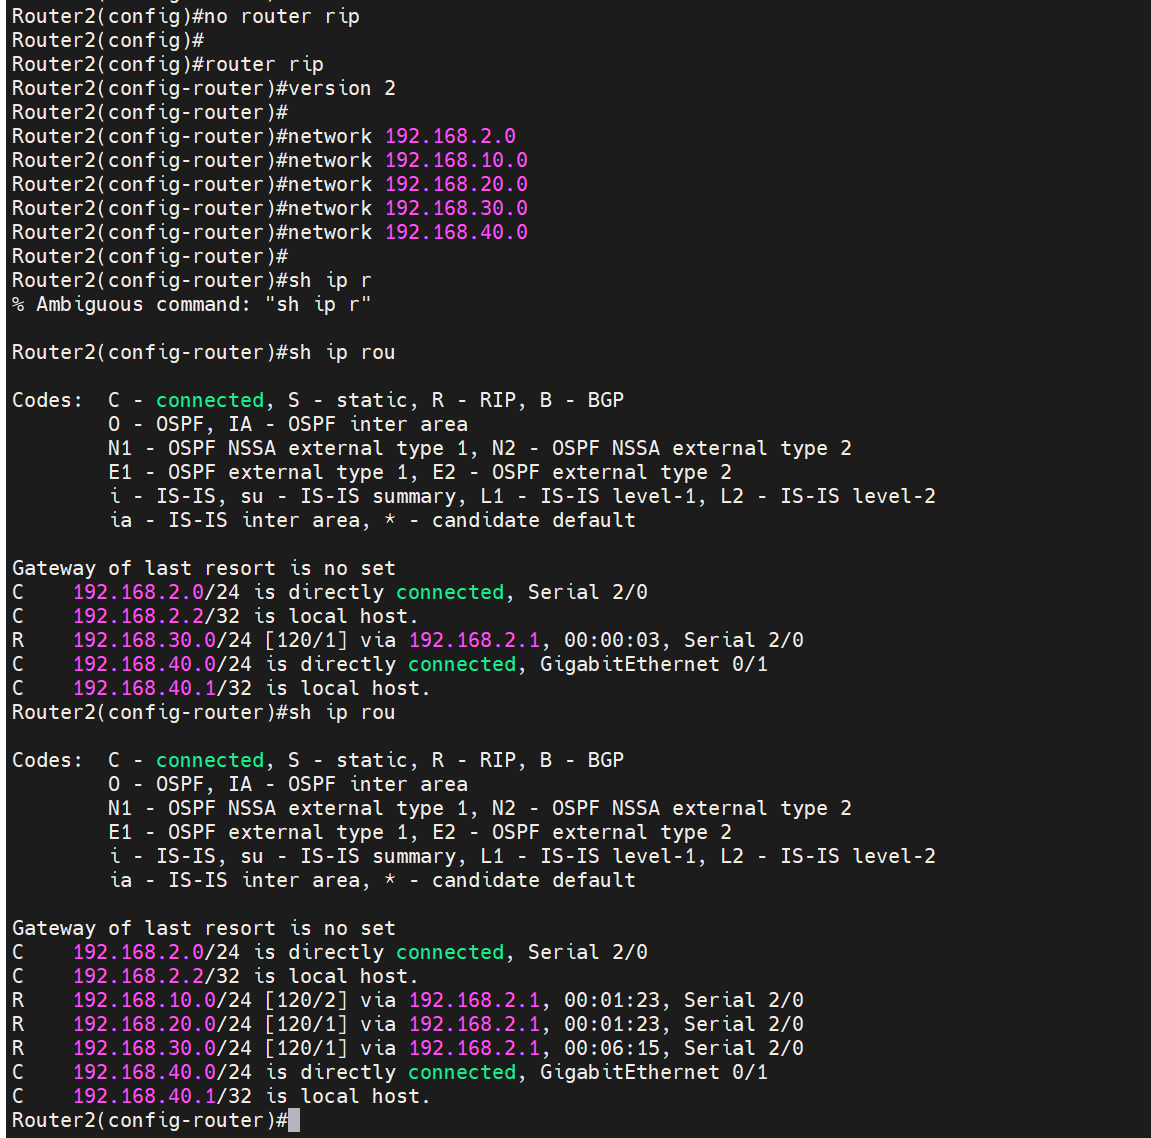 Router2(config)#no router rip
Router2(config)#
Router2(config)#router rip
Router2(config-router)#version 2
Router2(config-router)#
Router2(config-router)#network 192.168.2.0
Router2(config-router)#network 192.168.10.0
Router2(config-router)#network 192.168.20.0
Router2(config-router)#network 192.168.30.0
Router2(config-router)#network 192.168.40.0
Router2(config-router)#
Router2(config-router)#sh ip r
% Ambiguous command: "sh ip r"
Router2(config-router)#sh ip rou
Codes:  C - connected, S - static, R - RIP, B - BGP
        O - OSPF, IA - OSPF inter area
        N1 - OSPF NSSA external type 1, N2 - OSPF NSSA external type 2
        E1 - OSPF external type 1, E2 - OSPF external type 2
        i - IS-IS, su - IS-IS summary, L1 - IS-IS level-1, L2 - IS-IS level-2
        ia - IS-IS inter area, * - candidate default
Gateway of last resort is no set
C    192.168.2.0/24 is directly connected, Serial 2/0
C    192.168.2.2/32 is local host.
R    192.168.30.0/24 [120/1] via 192.168.2.1, 00:00:03, Serial 2/0
C    192.168.40.0/24 is directly connected, GigabitEthernet 0/1
C    192.168.40.1/32 is local host.
Router2(config-router)#sh ip rou
Codes:  C - connected, S - static, R - RIP, B - BGP
        O - OSPF, IA - OSPF inter area
        N1 - OSPF NSSA external type 1, N2 - OSPF NSSA external type 2
        E1 - OSPF external type 1, E2 - OSPF external type 2
        i - IS-IS, su - IS-IS summary, L1 - IS-IS level-1, L2 - IS-IS level-2
        ia - IS-IS inter area, * - candidate default
Gateway of last resort is no set
C    192.168.2.0/24 is directly connected, Serial 2/0
C    192.168.2.2/32 is local host.
R    192.168.10.0/24 [120/2] via 192.168.2.1, 00:01:23, Serial 2/0
R    192.168.20.0/24 [120/1] via 192.168.2.1, 00:01:23, Serial 2/0
R    192.168.30.0/24 [120/1] via 192.168.2.1, 00:06:15, Serial 2/0
C    192.168.40.0/24 is directly connected, GigabitEthernet 0/1
C    192.168.40.1/32 is local host.
Router2(config-router)#